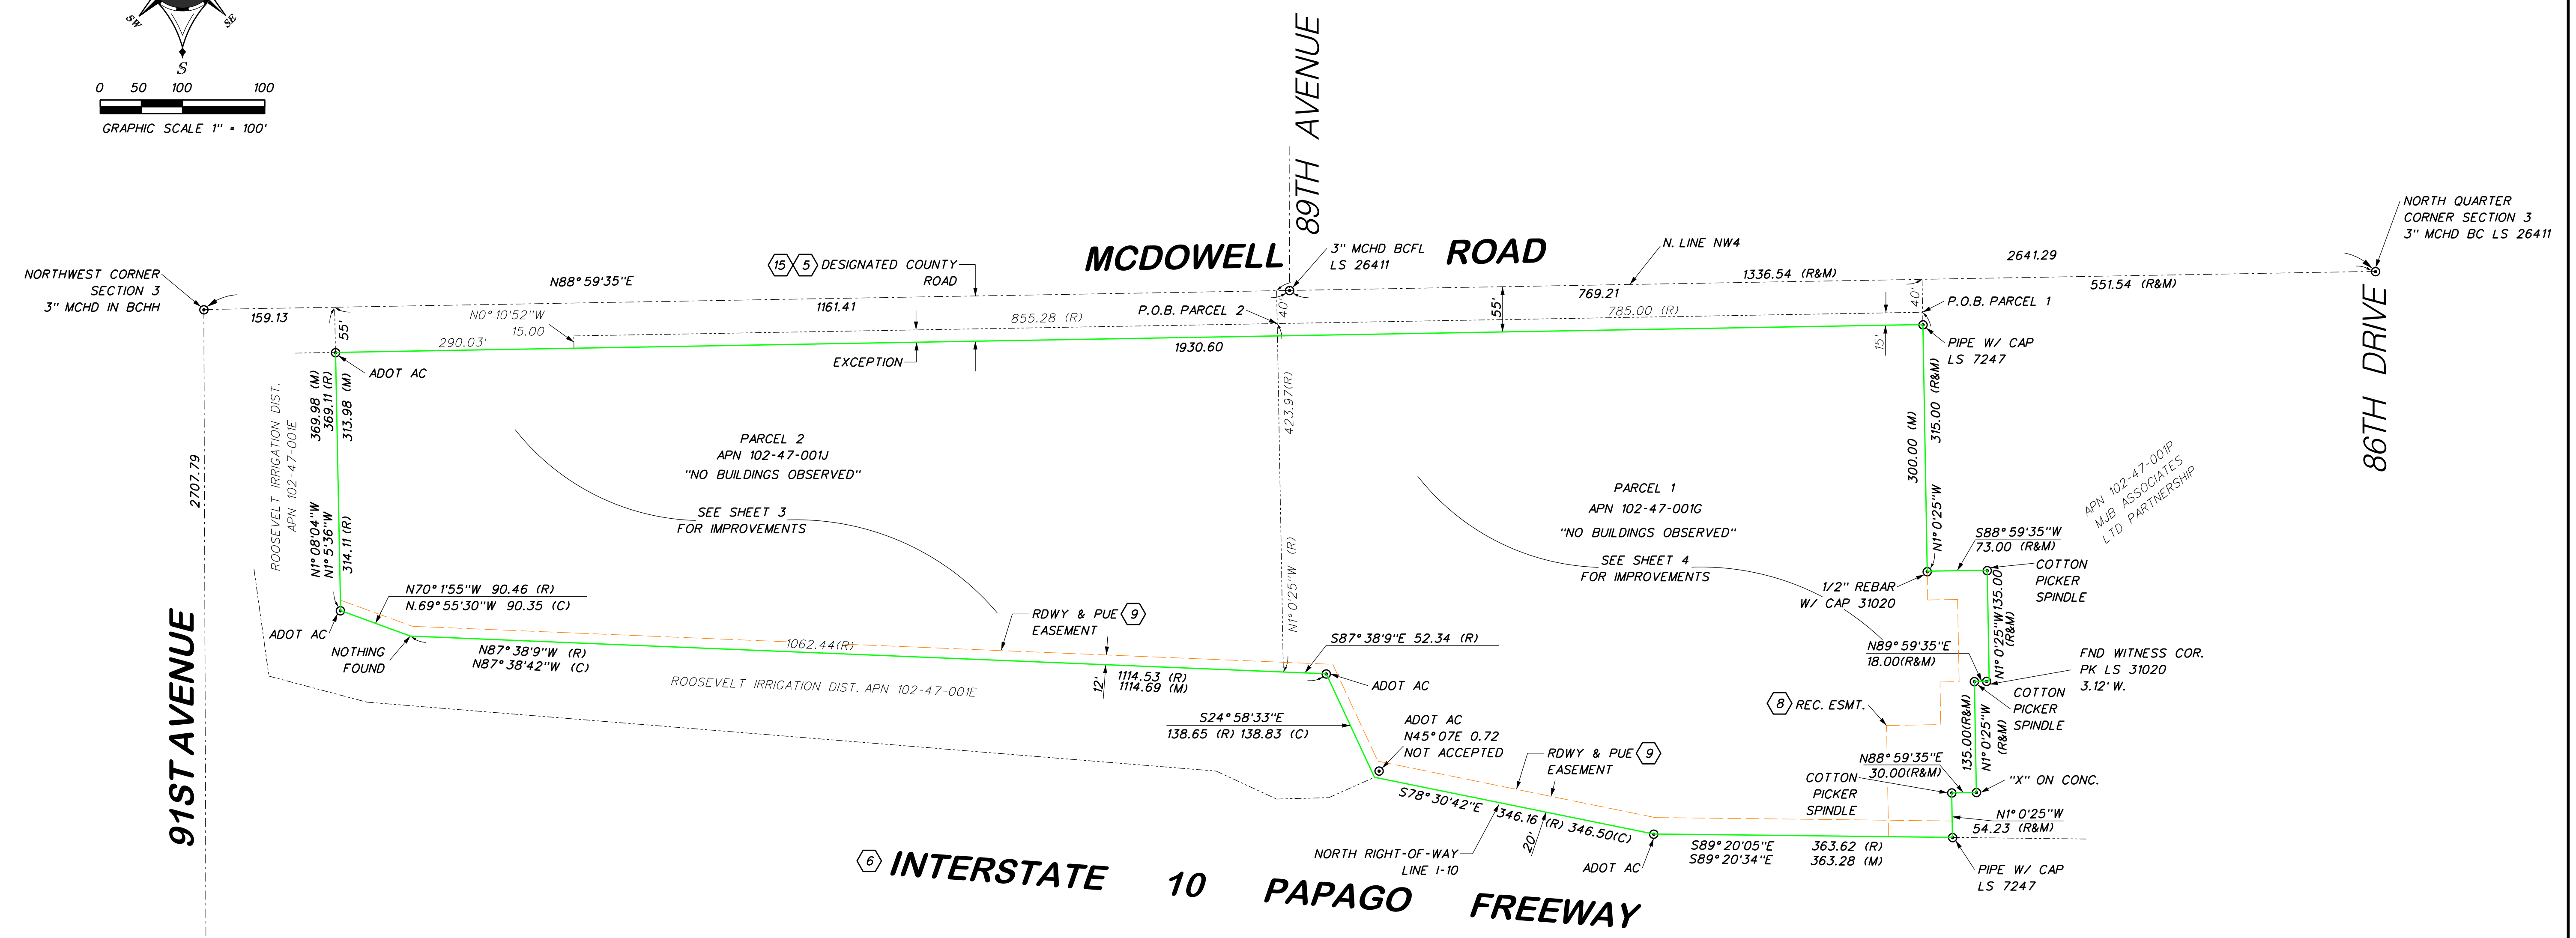 SW
SE
S
0 50 100 100
GRAPHIC SCALE 1" = 100'
89TH AVENUE
NORTH QUARTER
CORNER SECTION 3
3" MCHD BC LS 26411
NORTHWEST CORNER
SECTION 3
3" MCHD IN BCHH
N88°59'35"E
15 5 DESIGNATED COUNTY
ROAD
MCDOWELL ROAD
3" MCHD BCFL
LS 26411
N. LINE NW4
1336.54 (R&M)
2641.29
551.54 (R&M)
159.13
55'
N0°10'52"W
15.00
1161.41
855.28 (R)
P.O.B. PARCEL 2
40'
769.21
55'
785.00 (R)
40'
P.O.B. PARCEL 1
290.03'
EXCEPTION
1930.60
15'
PIPE W/ CAP
LS 7247
86TH DRIVE
ADOT AC
ROOSEVELT IRRIGATION DIST.
APN 102-47-001E
369.98 (M)
369.11 (R)
313.98 (M)
N1°08'04"W
N1°5'36"W
314.11 (R)
2707.79
91ST AVENUE
PARCEL 2
APN 102-47-001J
"NO BUILDINGS OBSERVED"
SEE SHEET 3
FOR IMPROVEMENTS
423.97(R)
N1°0'25"W (R)
PARCEL 1
APN 102-47-001G
"NO BUILDINGS OBSERVED"
SEE SHEET 4
FOR IMPROVEMENTS
300.00 (M)
315.00 (R&M)
N1°0'25"W
APN 102-47-001P
MJB ASSOCIATES
LTD PARTNERSHIP
S88°59'35"W
73.00 (R&M)
COTTON
PICKER
SPINDLE
1/2" REBAR
W/ CAP 31020
N1°0'25"W135.00'
(R&M)
N89°59'35"E
18.00(R&M)
FND WITNESS COR.
PK LS 31020
3.12' W.
COTTON
PICKER
SPINDLE
8 REC. ESMT.
135.00(R&M)
N1°0'25"W
(R&M)
N88°59'35"E
30.00(R&M)
COTTON
PICKER
SPINDLE
"X" ON CONC.
N1°0'25"W
54.23 (R&M)
PIPE W/ CAP
LS 7247
N70°1'55"W 90.46 (R)
N.69°55'30"W 90.35 (C)
ADOT AC
NOTHING
FOUND
N87°38'9"W (R)
N87°38'42"W (C)
1062.44(R)
RDWY & PUE 9
EASEMENT
S87°38'9"E 52.34 (R)
ROOSEVELT IRRIGATION DIST. APN 102-47-001E
12'
1114.53 (R)
1114.69 (M)
ADOT AC
S24°58'33"E
138.65 (R) 138.83 (C)
ADOT AC
N45°07E 0.72
NOT ACCEPTED
RDWY & PUE 9
EASEMENT
S78°30'42"E 346.16 (R) 346.50(C)
20'
NORTH RIGHT-OF-WAY
LINE I-10
ADOT AC
S89°20'05"E 363.62 (R)
S89°20'34"E 363.28 (M)
6 INTERSTATE 10 PAPAGO FREEWAY